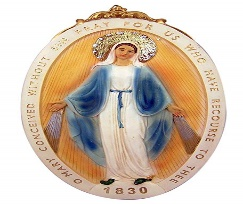 O MARY CONCEIVED WITHOUT SIN PRAY FOR US WHO HAVE RECOURSE TO THEE
1830